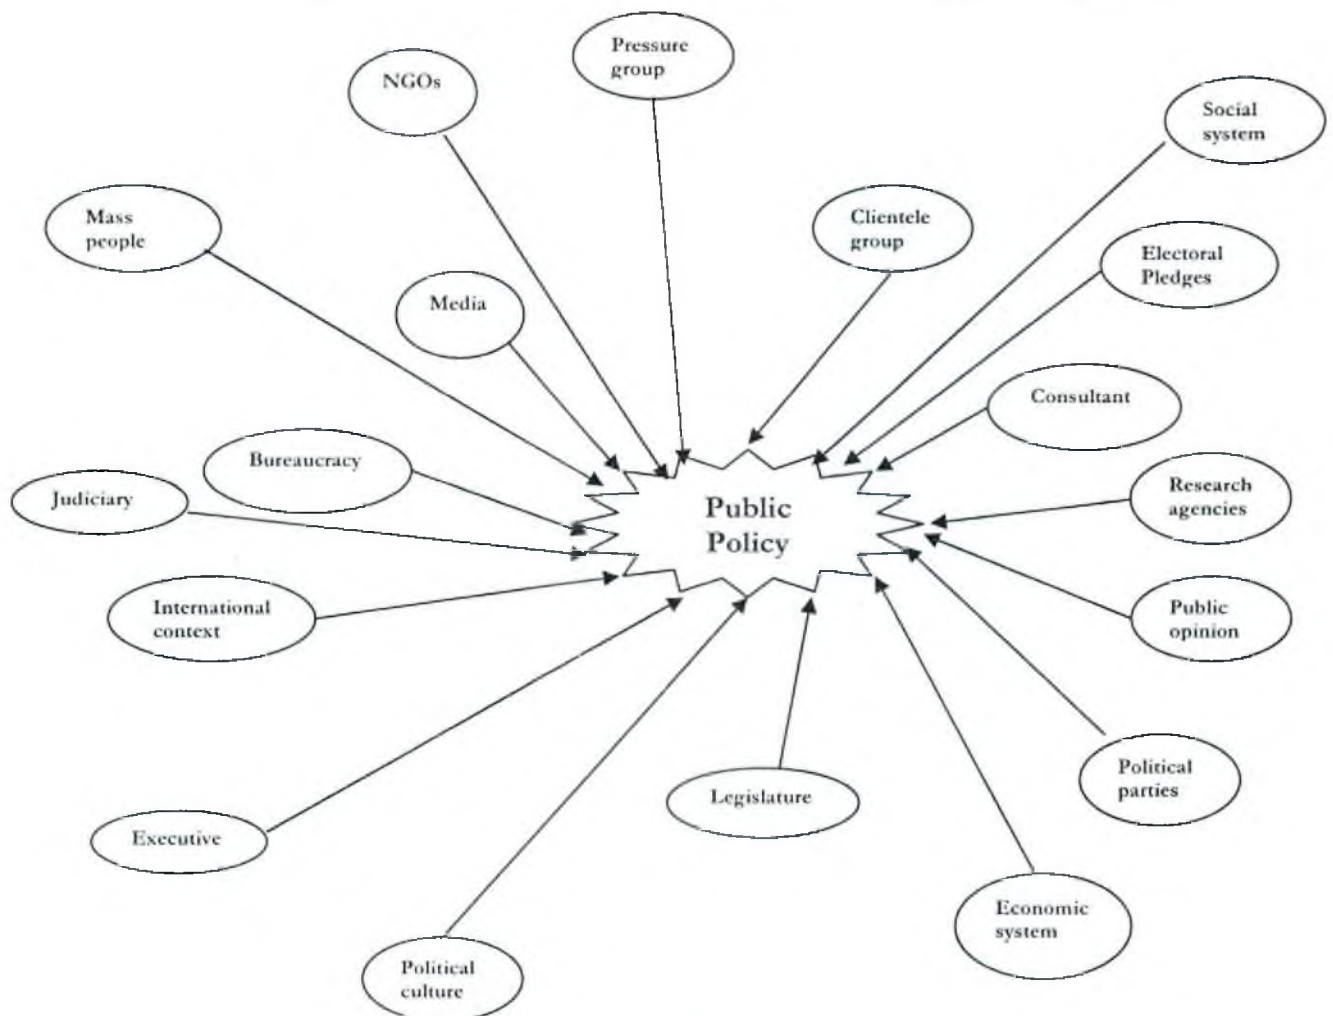 Pressure
group
NGOs
Social
system
Mass
people
Clientele
group
Electoral
Pledges
Media
Consultant
Bureaucracy
Judiciary
Research
agencies
Public
Policy
International
context
Public
opinion
Political
parties
Legislature
Executive
Economic
system
Political
culture